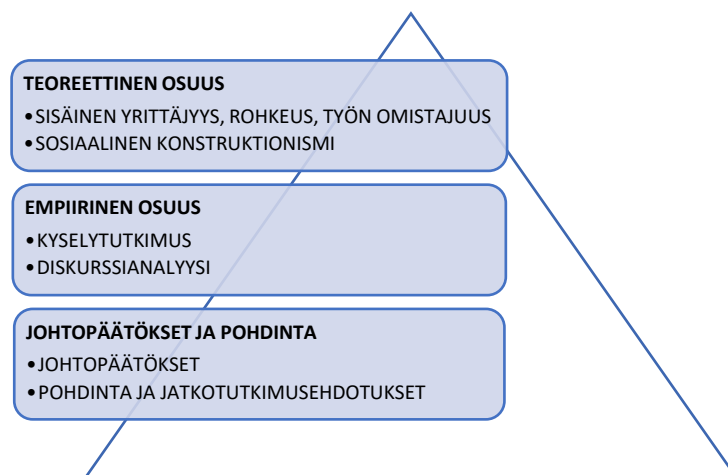 TEOREETTINEN OSUUS
•SISÄINEN YRITTÄJYYS, ROHKEUS, TYÖN OMISTAJUUS
•SOSIAALINEN KONSTRUKTIONISMI
EMPIIRINEN OSUUS
•KYSELYTUTKIMUS
•DISKURSSIANALYYSI
JOHTOPÄÄTÖKSET JA POHDINTA
•JOHTOPÄÄTÖKSET
•POHDINTA JA JATKOTUTKIMUSEHDOTUKSET